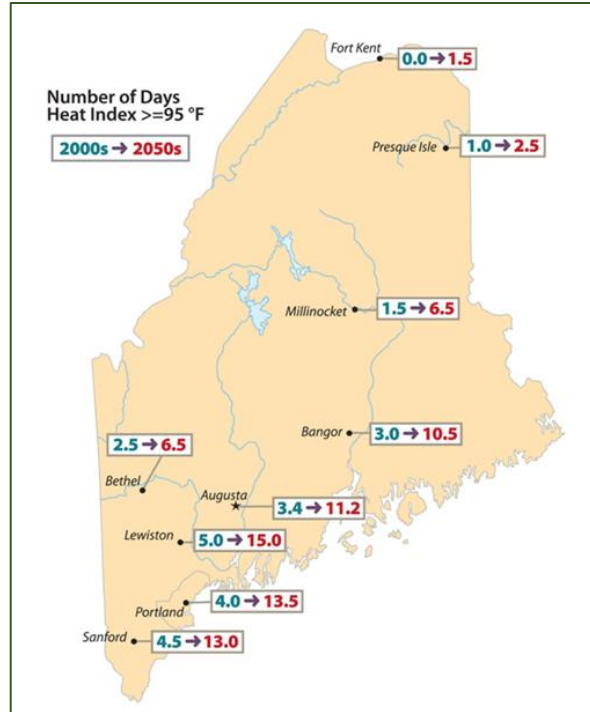 Fort Kent
0.0 → 1.5
Number of Days
Heat Index >=95 °F
2000s → 2050s
Presque Isle
1.0 → 2.5
Millinocket
1.5 → 6.5
Bangor
3.0 → 10.5
2.5 → 6.5
Bethel
Augusta
3.4 → 11.2
Lewiston
5.0 → 15.0
Portland
4.0 → 13.5
Sanford
4.5 → 13.0